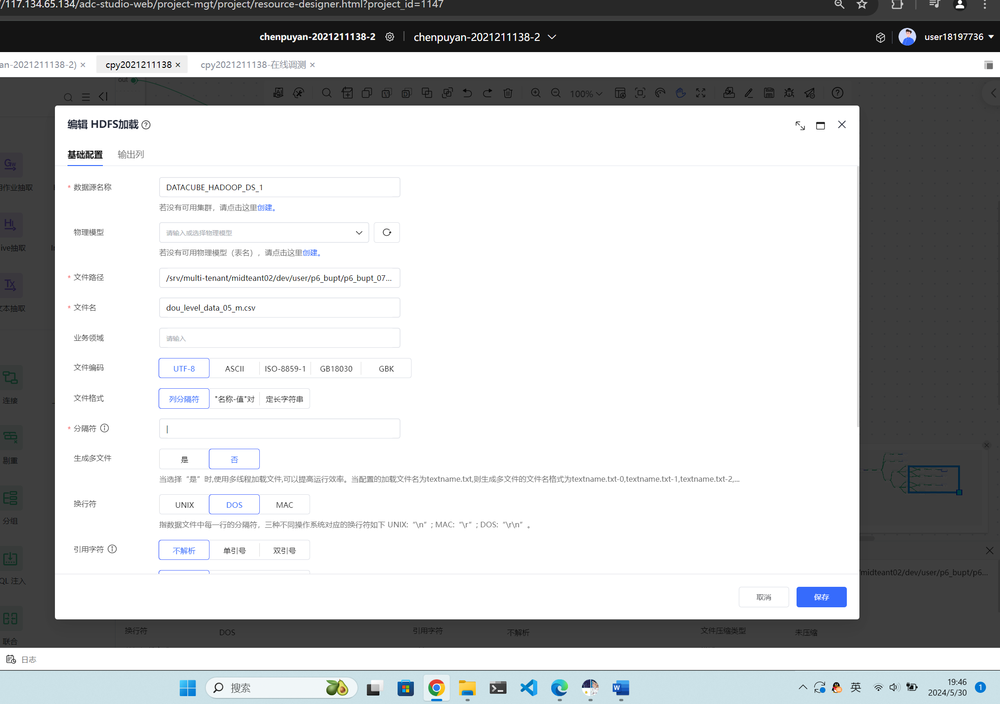 //117.134.65.134/adc-studio-web/project-mgt/project/resource-designer.html?project_id=1147
chenpuyan-2021211138-2 chenpuyan-2021211138-2 user18197736
an-2021211138-2) × cpy2021211138 × cpy2021211138-在线调测 ×
out 100%
编辑 HDFS加载
基础配置 输出列
* 数据源名称 DATACUBE_HADOOP_DS_1
若没有可用集群，请点击这里创建。
物理模型 请输入或选择物理模型
若没有可用物理模型（表名），请点击这里创建。
* 文件路径 /srv/multi-tenant/midteant02/dev/user/p6_bupt/p6_bupt_07...
* 文件名 dou_level_data_05_m.csv
业务领域 请输入
文件编码 UTF-8 ASCII ISO-8859-1 GB18030 GBK
文件格式 列分隔符 "名称-值"对 定长字符串
* 分隔符 |
生成多文件 是 否
当选择“是”时,使用多线程加载文件,可以提高运行效率。当配置的加载文件名为textname.txt,则生成多文件的文件名格式为textname.txt-0,textname.txt-1,textname.txt-2,...
换行符 UNIX DOS MAC
指数据文件中每一行的分隔符，三种不同操作系统对应的换行符如下 UNIX:“\n”; MAC:“\r”; DOS:“\r\n”。
引用字符 不解析 单引号 双引号
取消 保存
Gw
作业抽取
Hi
ive抽取
Tx
文本抽取
连接
剔重
分组
QL 注入
联合
/midteant02/dev/user/p6_bupt/p6...
换行符 DOS 引用字符 不解析 文件压缩类型 未压缩
日志
搜索
英
19:46
2024/5/30
1